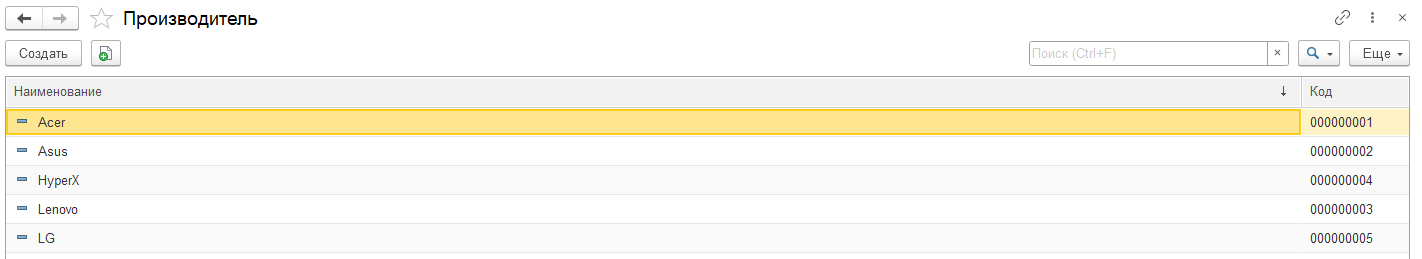 Производитель
Создать
Поиск (Ctrl+F)
×
Еще
Наименование ↓ Код
Acer 000000001
Asus 000000002
HyperX 000000004
Lenovo 000000003
LG 000000005